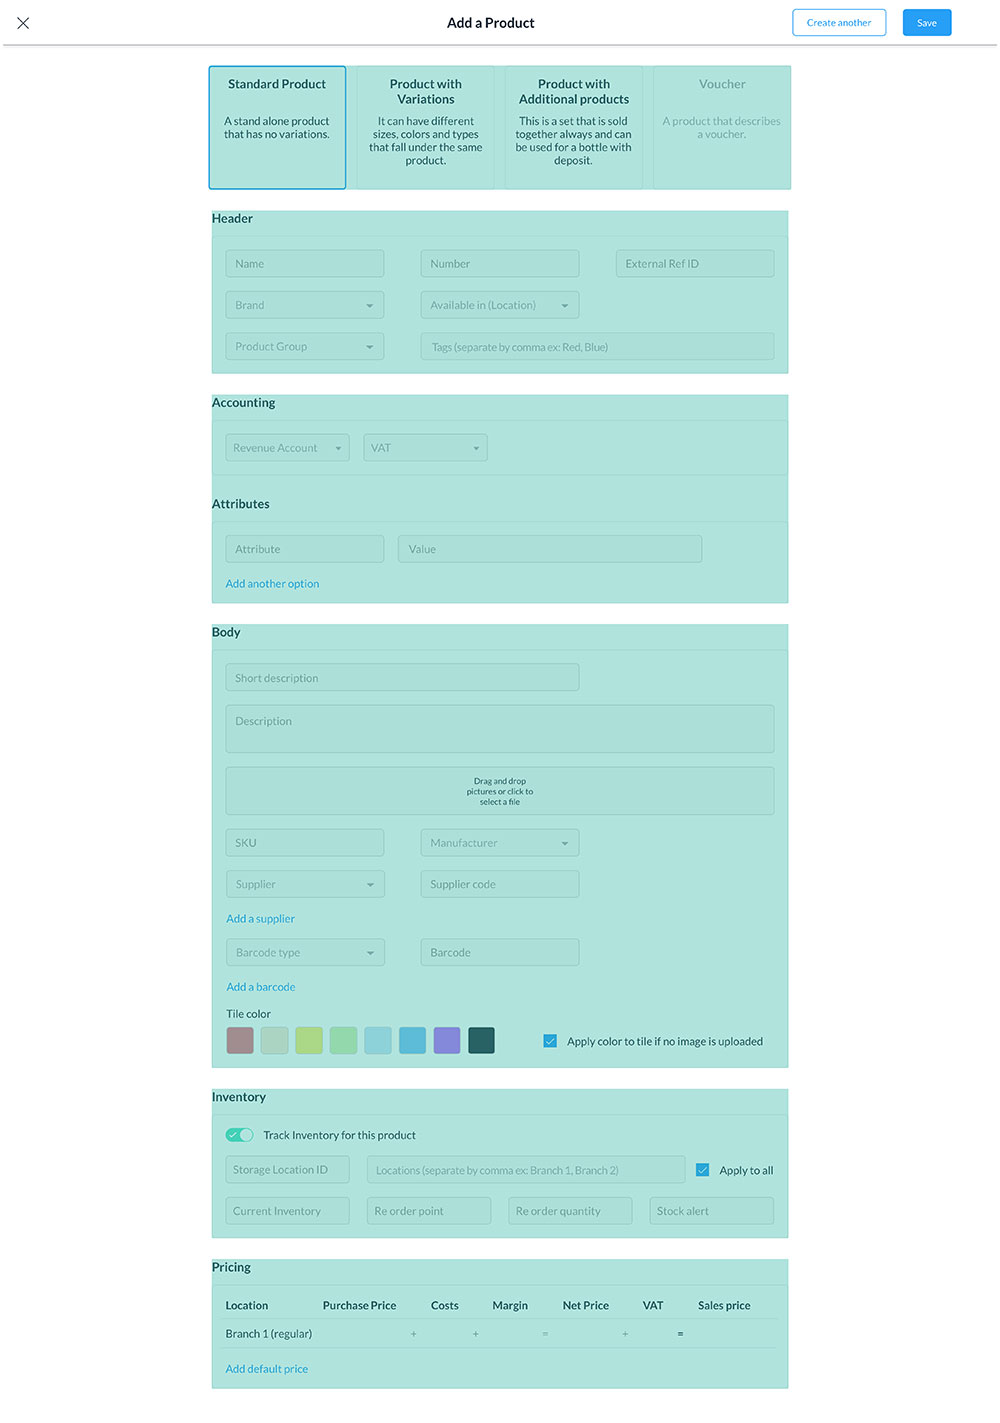 Add a Product
Create another
Save
Standard Product
A stand alone product
that has no variations.
Product with
Variations
It can have different
sizes, colors and types
that fall under the same
product.
Product with
Additional products
This is a set that is sold
together always and can
be used for a bottle with
deposit.
Voucher
A product that describes
a voucher.
Header
Name
Number
External Ref ID
Brand
Available in (Location)
Product Group
Tags (separate by comma ex: Red, Blue)
Accounting
Revenue Account
VAT
Attributes
Attribute
Value
Add another option
Body
Short description
Description
Drag and drop
pictures or click to
select a file
SKU
Manufacturer
Supplier
Supplier code
Add a supplier
Barcode type
Barcode
Add a barcode
Tile color
Apply color to tile if no image is uploaded
Inventory
Track Inventory for this product
Storage Location ID
Locations (separate by comma ex: Branch 1, Branch 2)
Apply to all
Current Inventory
Re order point
Re order quantity
Stock alert
Pricing
Location Purchase Price Costs Margin Net Price VAT Sales price
Branch 1 (regular) + + = + =
Add default price